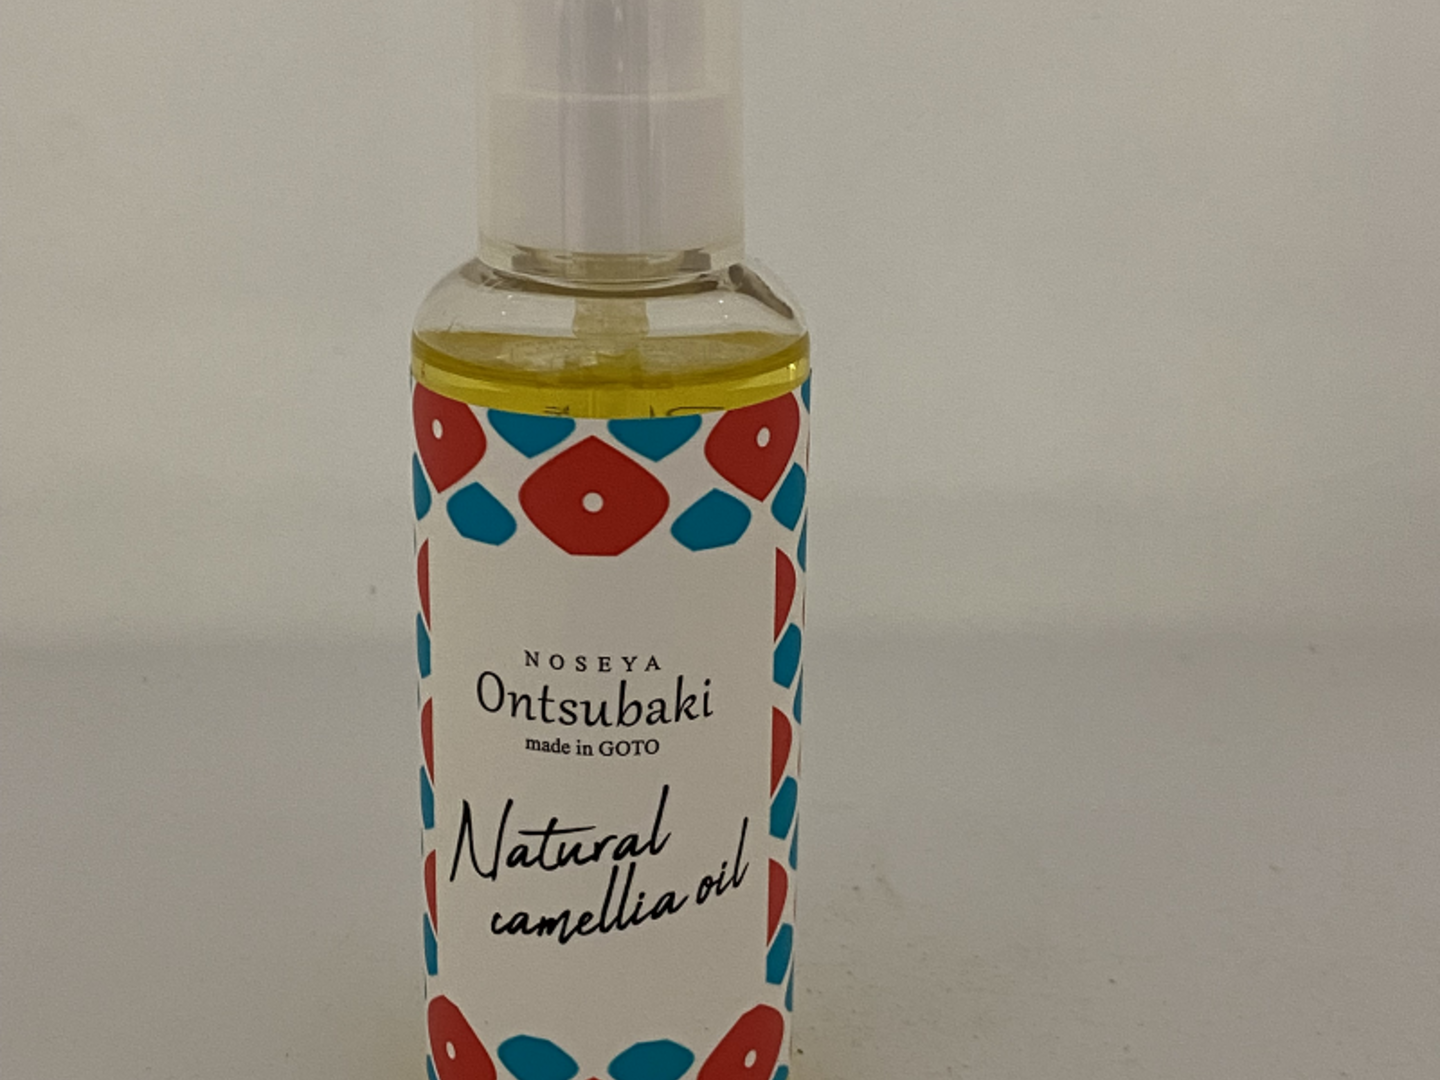 NOSEYA
Ontsubaki
made in GOTO
Natural
camellia oil